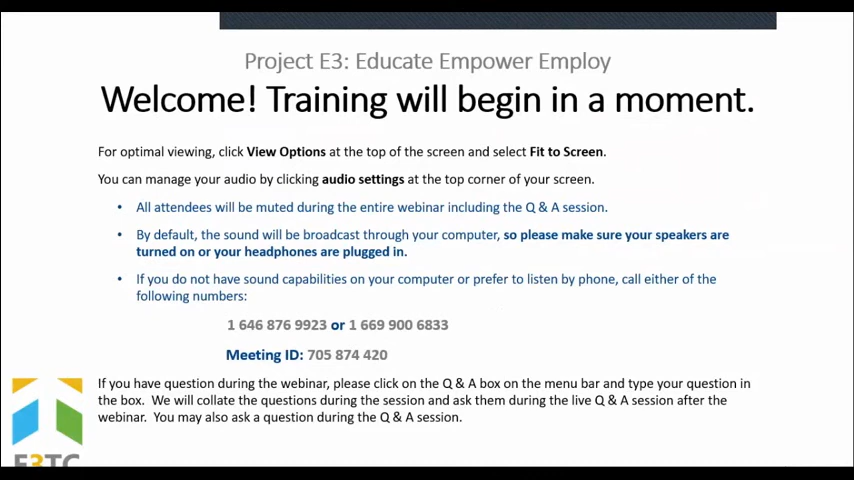 Project E3: Educate Empower Employ
Welcome! Training will begin in a moment.
For optimal viewing, click View Options at the top of the screen and select Fit to Screen.
You can manage your audio by clicking audio settings at the top corner of your screen.
• All attendees will be muted during the entire webinar including the Q & A session.
• By default, the sound will be broadcast through your computer, so please make sure your speakers are
turned on or your headphones are plugged in.
• If you do not have sound capabilities on your computer or prefer to listen by phone, call either of the
following numbers:
1 646 876 9923 or 1 669 900 6833
Meeting ID: 705 874 420
If you have question during the webinar, please click on the Q & A box on the menu bar and type your question in
the box. We will collate the questions during the session and ask them during the live Q & A session after the
webinar. You may also ask a question during the Q & A session.
E3TC